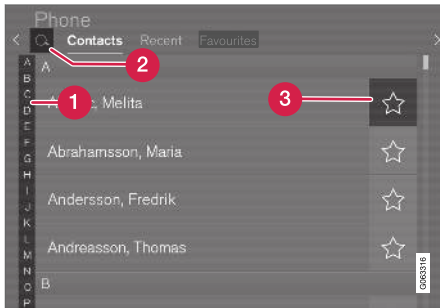 Phone
Contacts Recent Favourites
A
B
C
D
E
F
G
H
I
J
K
L
M
N
O
P
A
Melita
Abrahamsson, Maria
Andersson, Fredrik
Andreasson, Thomas
B
1
2
3
G063316